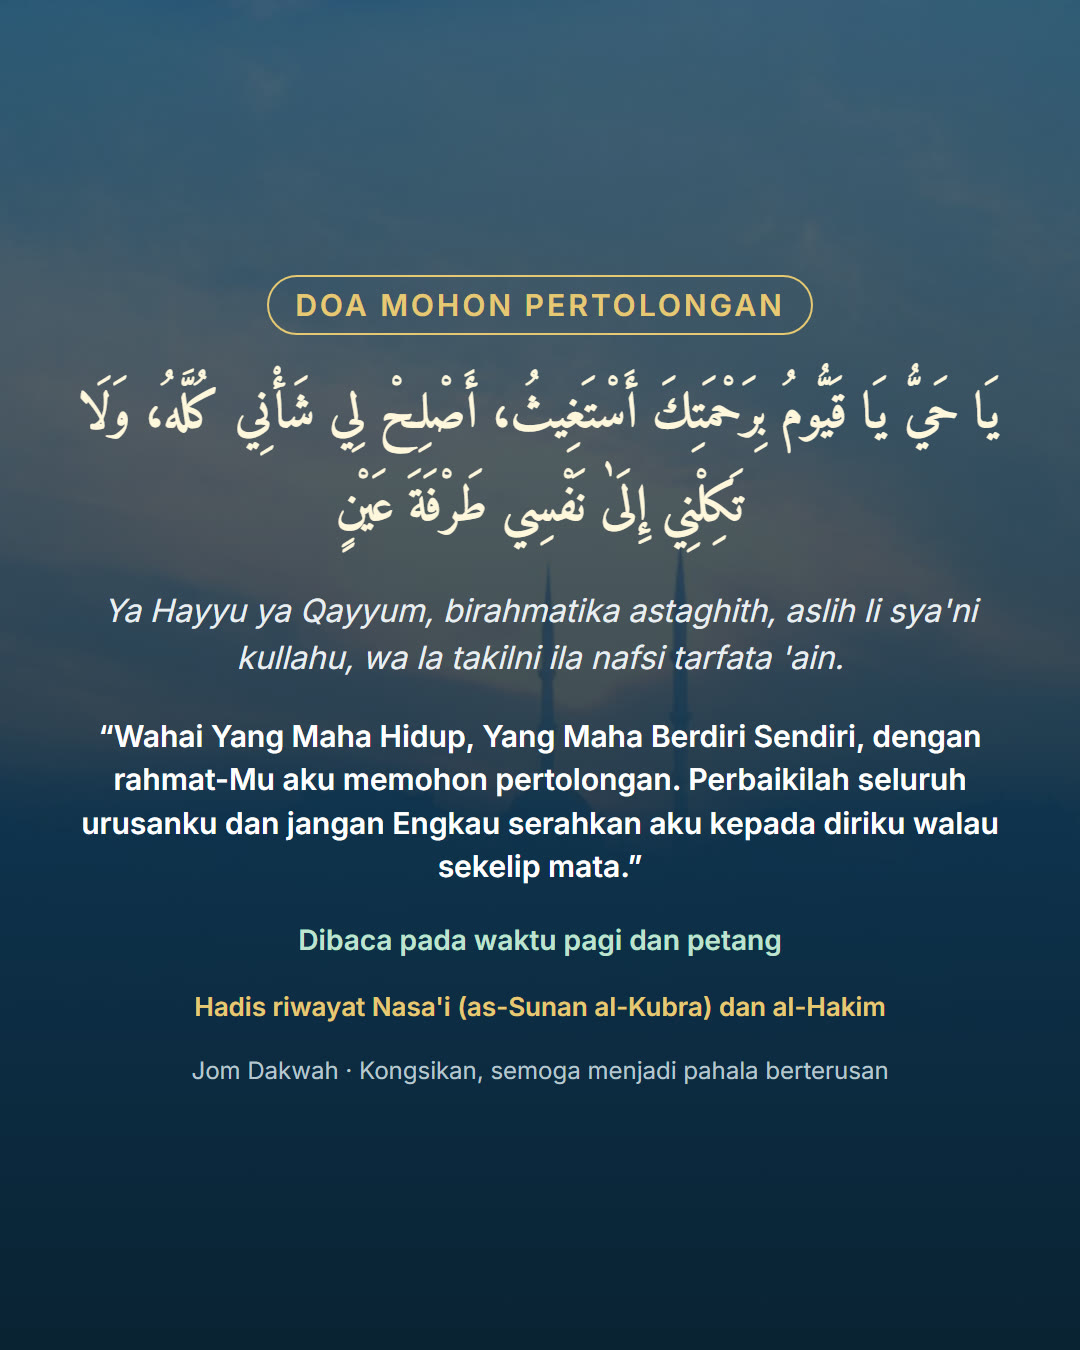 DOA MOHON PERTOLONGAN
يَا حَيُّ يَا قَيُّومُ بِرَحْمَتِكَ أَسْتَغِيثُ، أَصْلِحْ لِي شَأْنِي كُلَّهُ، وَلَا
تَكِلْنِي إِلَىٰ نَفْسِي طَرْفَةَ عَيْنٍ
Ya Hayyu ya Qayyum, birahmatika astaghith, aslih li sya'ni
kullahu, wa la takilni ila nafsi tarfata 'ain.
“Wahai Yang Maha Hidup, Yang Maha Berdiri Sendiri, dengan
rahmat-Mu aku memohon pertolongan. Perbaikilah seluruh
urusanku dan jangan Engkau serahkan aku kepada diriku walau
sekelip mata.”
Dibaca pada waktu pagi dan petang
Hadis riwayat Nasa'i (as-Sunan al-Kubra) dan al-Hakim
Jom Dakwah · Kongsikan, semoga menjadi pahala berterusan